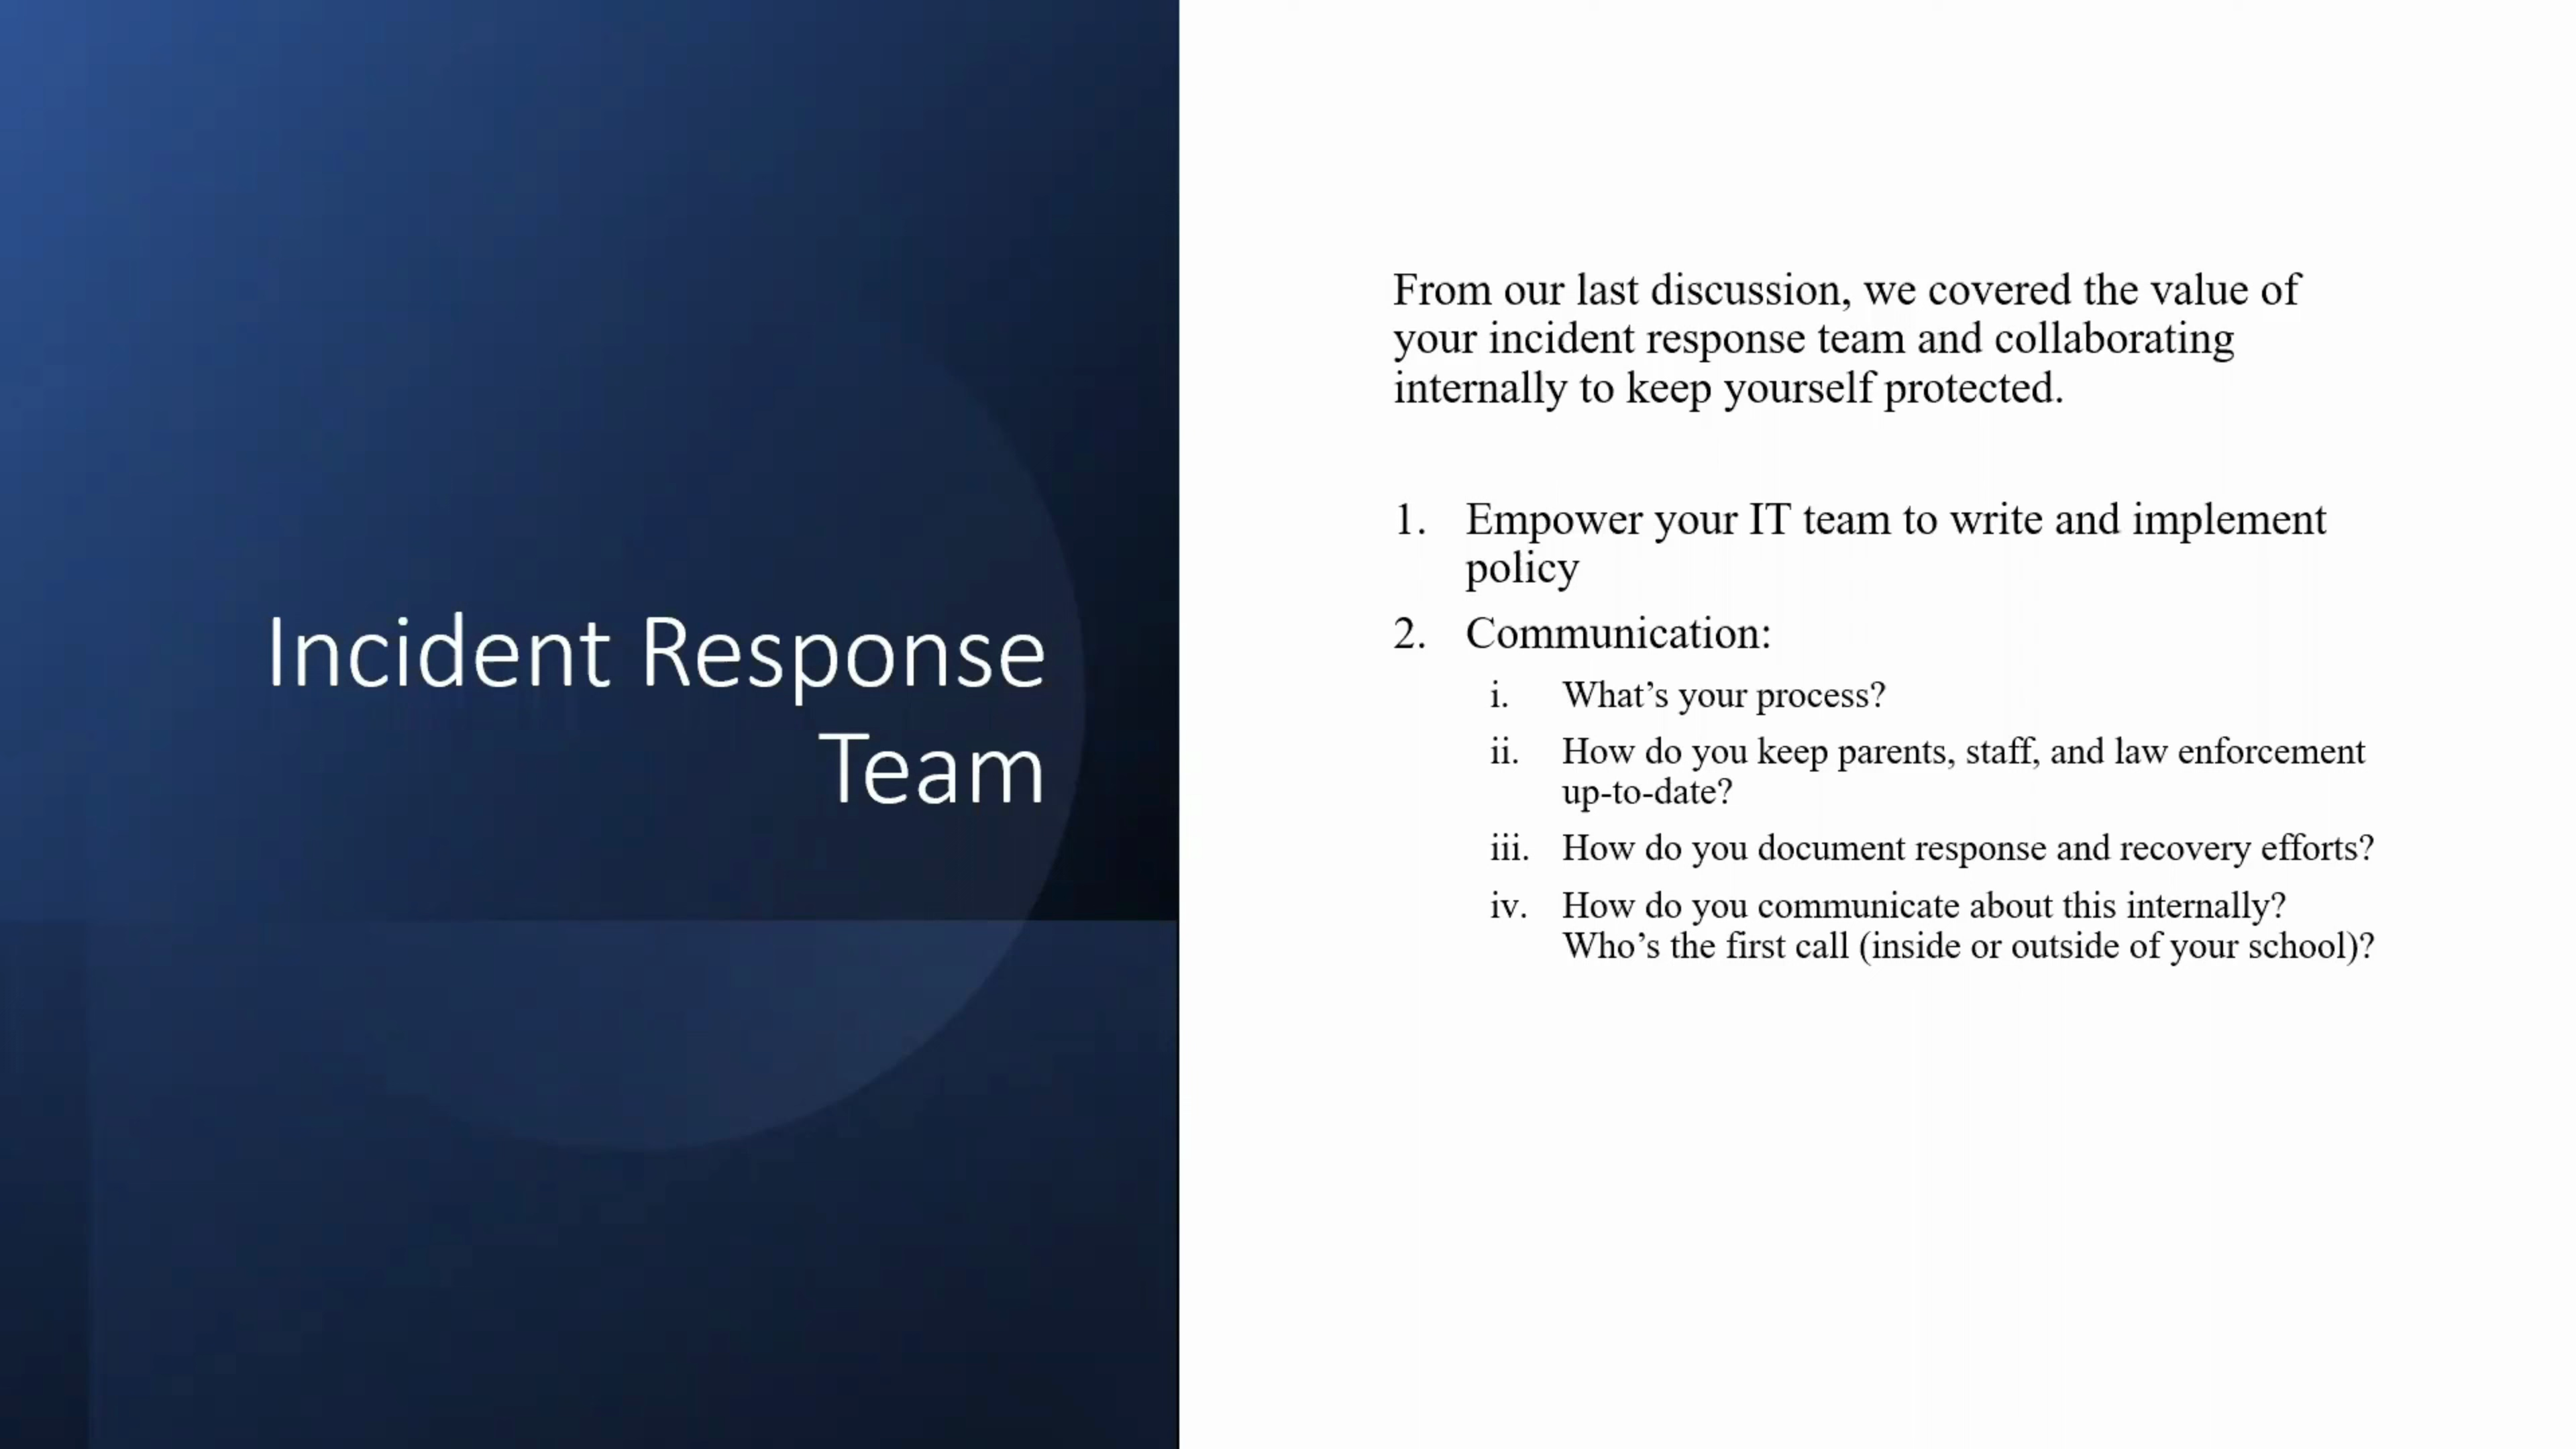 Incident Response
Team
From our last discussion, we covered the value of
your incident response team and collaborating
internally to keep yourself protected.
1. Empower your IT team to write and implement
policy
2. Communication:
i. What’s your process?
ii. How do you keep parents, staff, and law enforcement
up-to-date?
iii. How do you document response and recovery efforts?
iv. How do you communicate about this internally?
Who’s the first call (inside or outside of your school)?